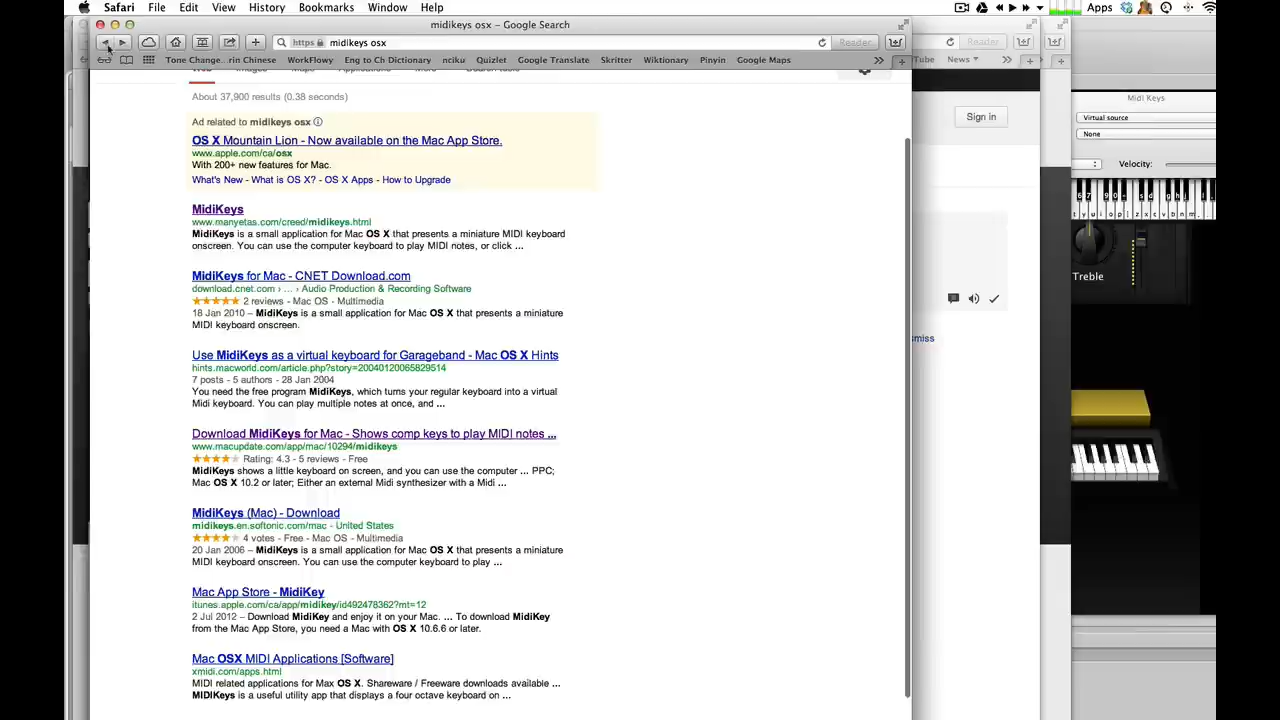 Safari File Edit View History Bookmarks Window Help Apps
midikeys osx – Google Search
https midikeys osx Reader Reader
Tone Change...rin Chinese WorkFlowy Eng to Ch Dictionary nciku Quizlet Google Translate Skritter Wiktionary Pinyin Google Maps » Tube News »
About 37,900 results (0.38 seconds)
Ad related to midikeys osx
OS X Mountain Lion - Now available on the Mac App Store.
www.apple.com/ca/osx
With 200+ new features for Mac.
What's New - What is OS X? - OS X Apps - How to Upgrade
MidiKeys
www.manyetas.com/creed/midikeys.html
MidiKeys is a small application for Mac OS X that presents a miniature MIDI keyboard
onscreen. You can use the computer keyboard to play MIDI notes, or click ...
MidiKeys for Mac - CNET Download.com
download.cnet.com › ... › Audio Production & Recording Software
★★★★★ 2 reviews - Mac OS - Multimedia
18 Jan 2010 – MidiKeys is a small application for Mac OS X that presents a miniature
MIDI keyboard onscreen.
Use MidiKeys as a virtual keyboard for Garageband - Mac OS X Hints
hints.macworld.com/article.php?story=20040120065829514
7 posts - 5 authors - 28 Jan 2004
You need the free program MidiKeys, which turns your regular keyboard into a virtual
Midi keyboard. You can play multiple notes at once, and ...
Download MidiKeys for Mac - Shows comp keys to play MIDI notes ...
www.macupdate.com/app/mac/10294/midikeys
★★★★★ Rating: 4.3 - 5 reviews - Free
MidiKeys shows a little keyboard on screen, and you can use the computer ... PPC;
Mac OS X 10.2 or later; Either an external Midi synthesizer with a Midi ...
MidiKeys (Mac) - Download
midikeys.en.softonic.com/mac - United States
★★★★★ 4 votes - Free - Mac OS - Multimedia
20 Jan 2006 – MidiKeys is a small application for Mac OS X that presents a miniature
MIDI keyboard onscreen. You can use the computer keyboard to play ...
Mac App Store - MidiKey
itunes.apple.com/ca/app/midikey/id492478362?mt=12
2 Jul 2012 – Download MidiKey and enjoy it on your Mac. ... To download MidiKey
from the Mac App Store, you need a Mac with OS X 10.6.6 or later.
Mac OSX MIDI Applications [Software]
xmidi.com/apps.html
MIDI related applications for Max OS X. Shareware / Freeware downloads available ...
MIDIKeys is a useful utility app that displays a four octave keyboard on ...
Sign in
smiss
Midi Keys
Virtual source
None
Velocity:
Treble